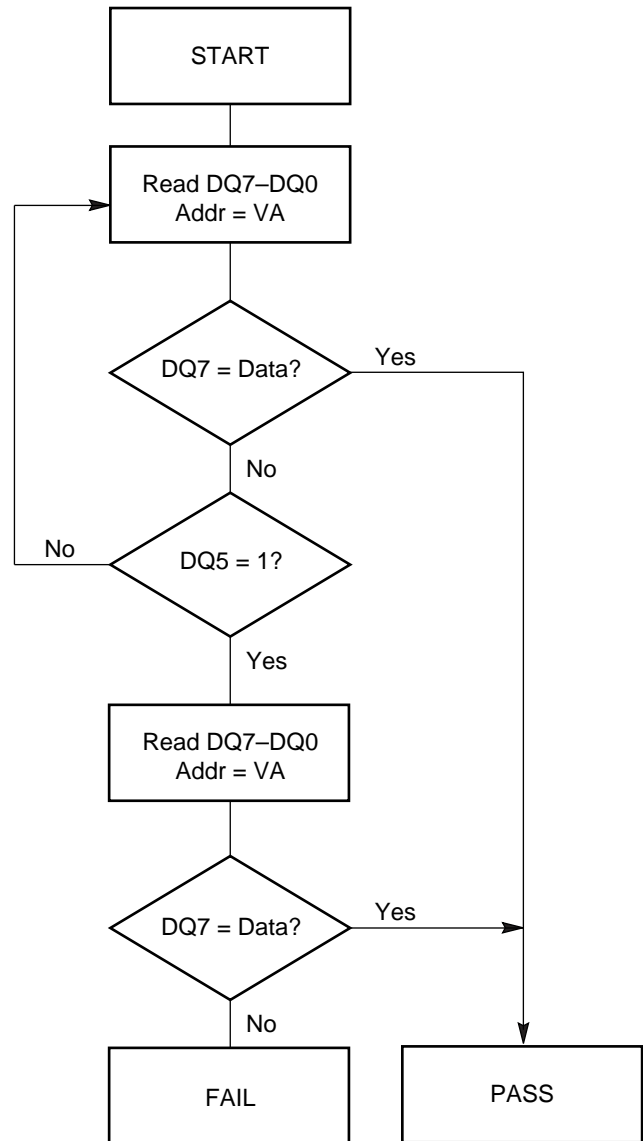 START
Read DQ7–DQ0
Addr = VA
DQ7 = Data?
Yes
No
No
DQ5 = 1?
Yes
Read DQ7–DQ0
Addr = VA
DQ7 = Data?
Yes
No
FAIL
PASS